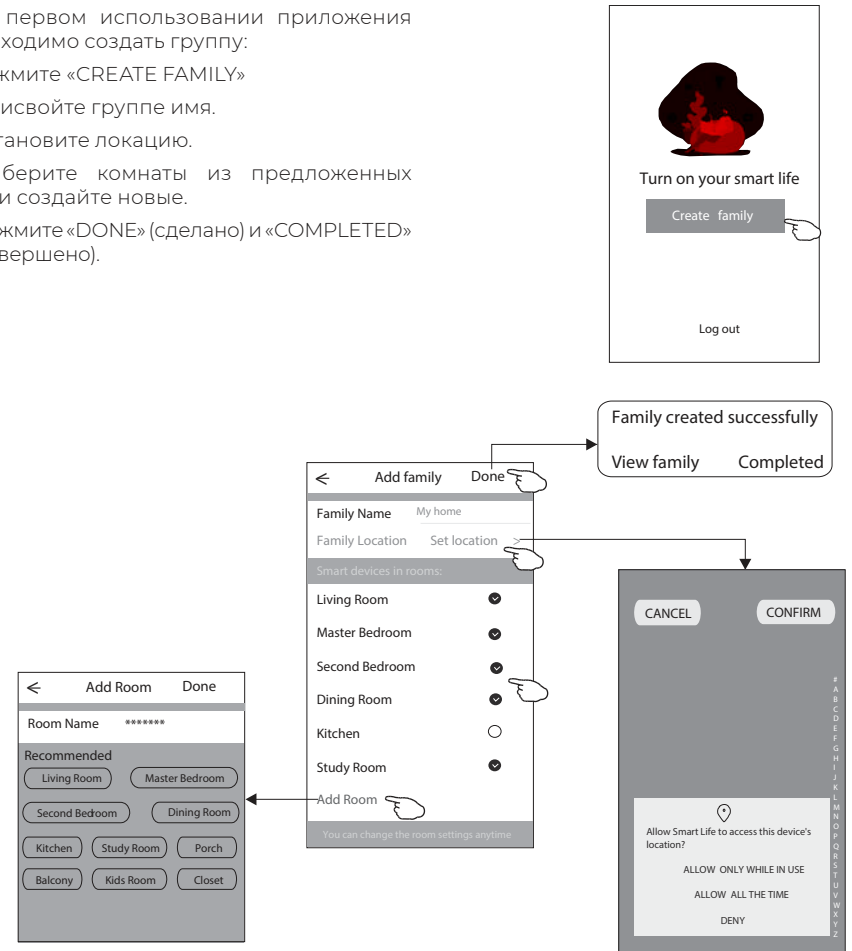 первом использовании приложения
ходимо создать группу:
жмите «CREATE FAMILY»
исвойте группе имя.
тановите локацию.
берите комнаты из предложенных
и создайте новые.
жмите «DONE» (сделано) и «COMPLETED»
вершено).
Turn on your smart life
Create family
Log out
Family created successfully
View family Completed
Add family Done
Family Name My home
Family Location Set location >
Smart devices in rooms:
Living Room
Master Bedroom
Second Bedroom
Dining Room
Kitchen
Study Room
Add Room
You can change the room settings anytime
CANCEL CONFIRM
#
A
B
C
D
E
F
G
H
I
J
K
L
M
N
O
P
Q
R
S
T
U
V
W
X
Y
Z
Allow Smart Life to access this device's
location?
ALLOW ONLY WHILE IN USE
ALLOW ALL THE TIME
DENY
Add Room Done
Room Name *******
Recommended
Living Room Master Bedroom
Second Bedroom Dining Room
Kitchen Study Room Porch
Balcony Kids Room Closet